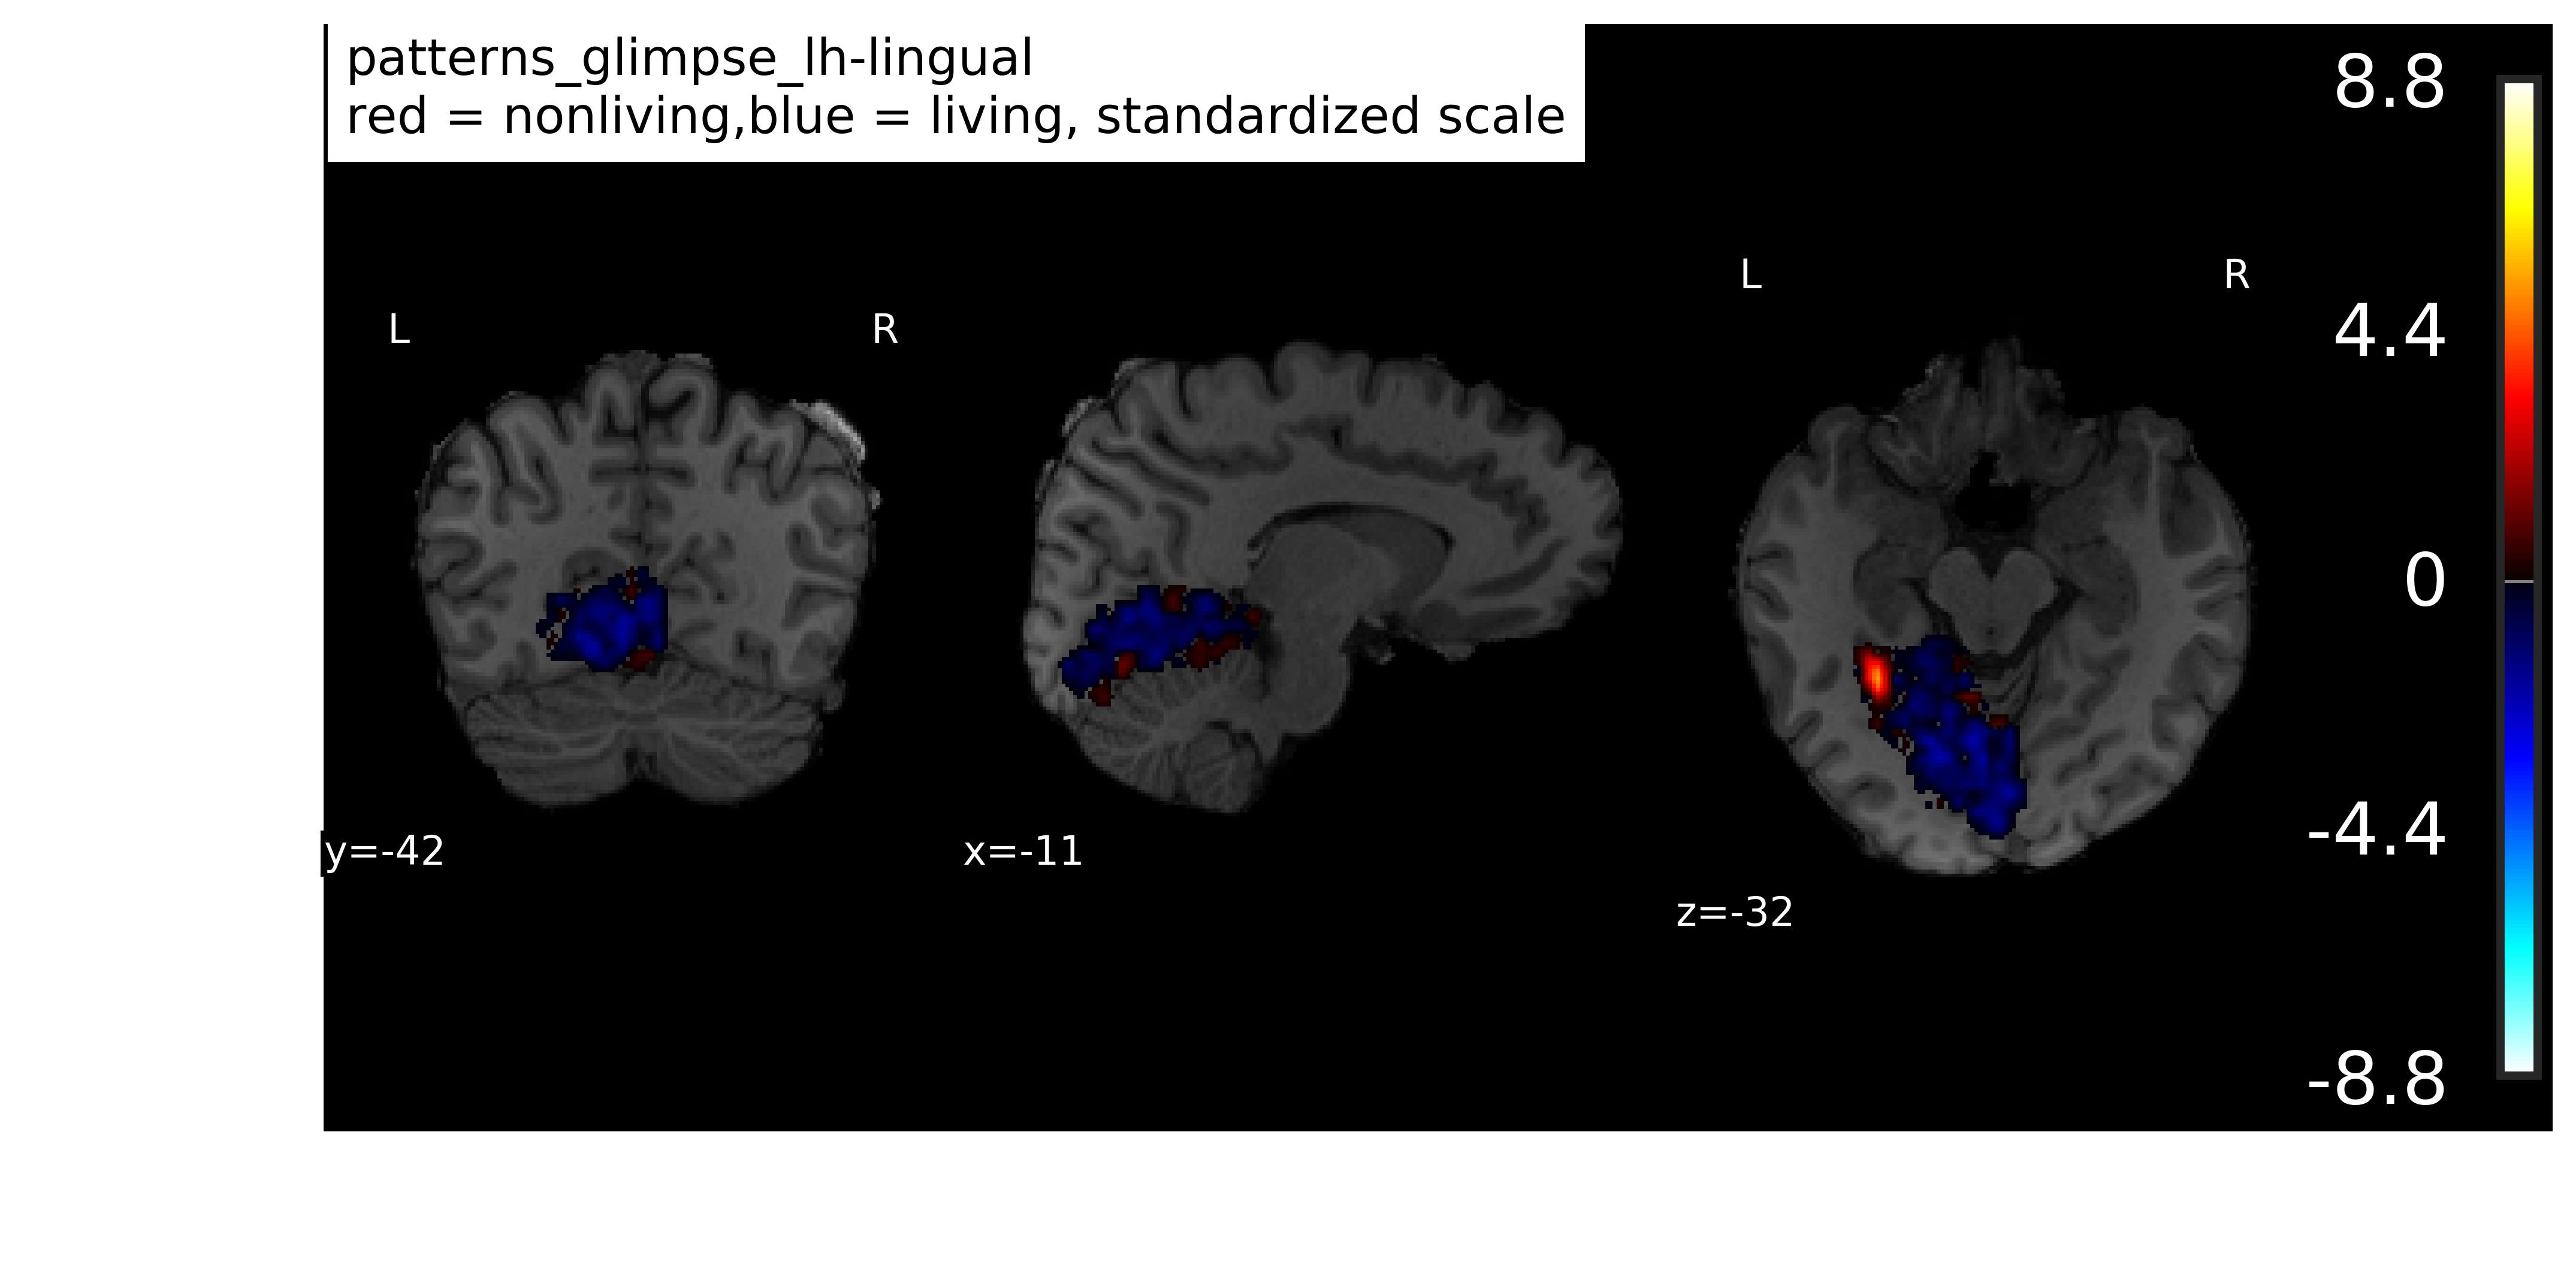 patterns_glimpse_lh-lingual
red = nonliving,blue = living, standardized scale
L
R
L
R
y=-42
x=-11
z=-32
8.8
4.4
0
-4.4
-8.8